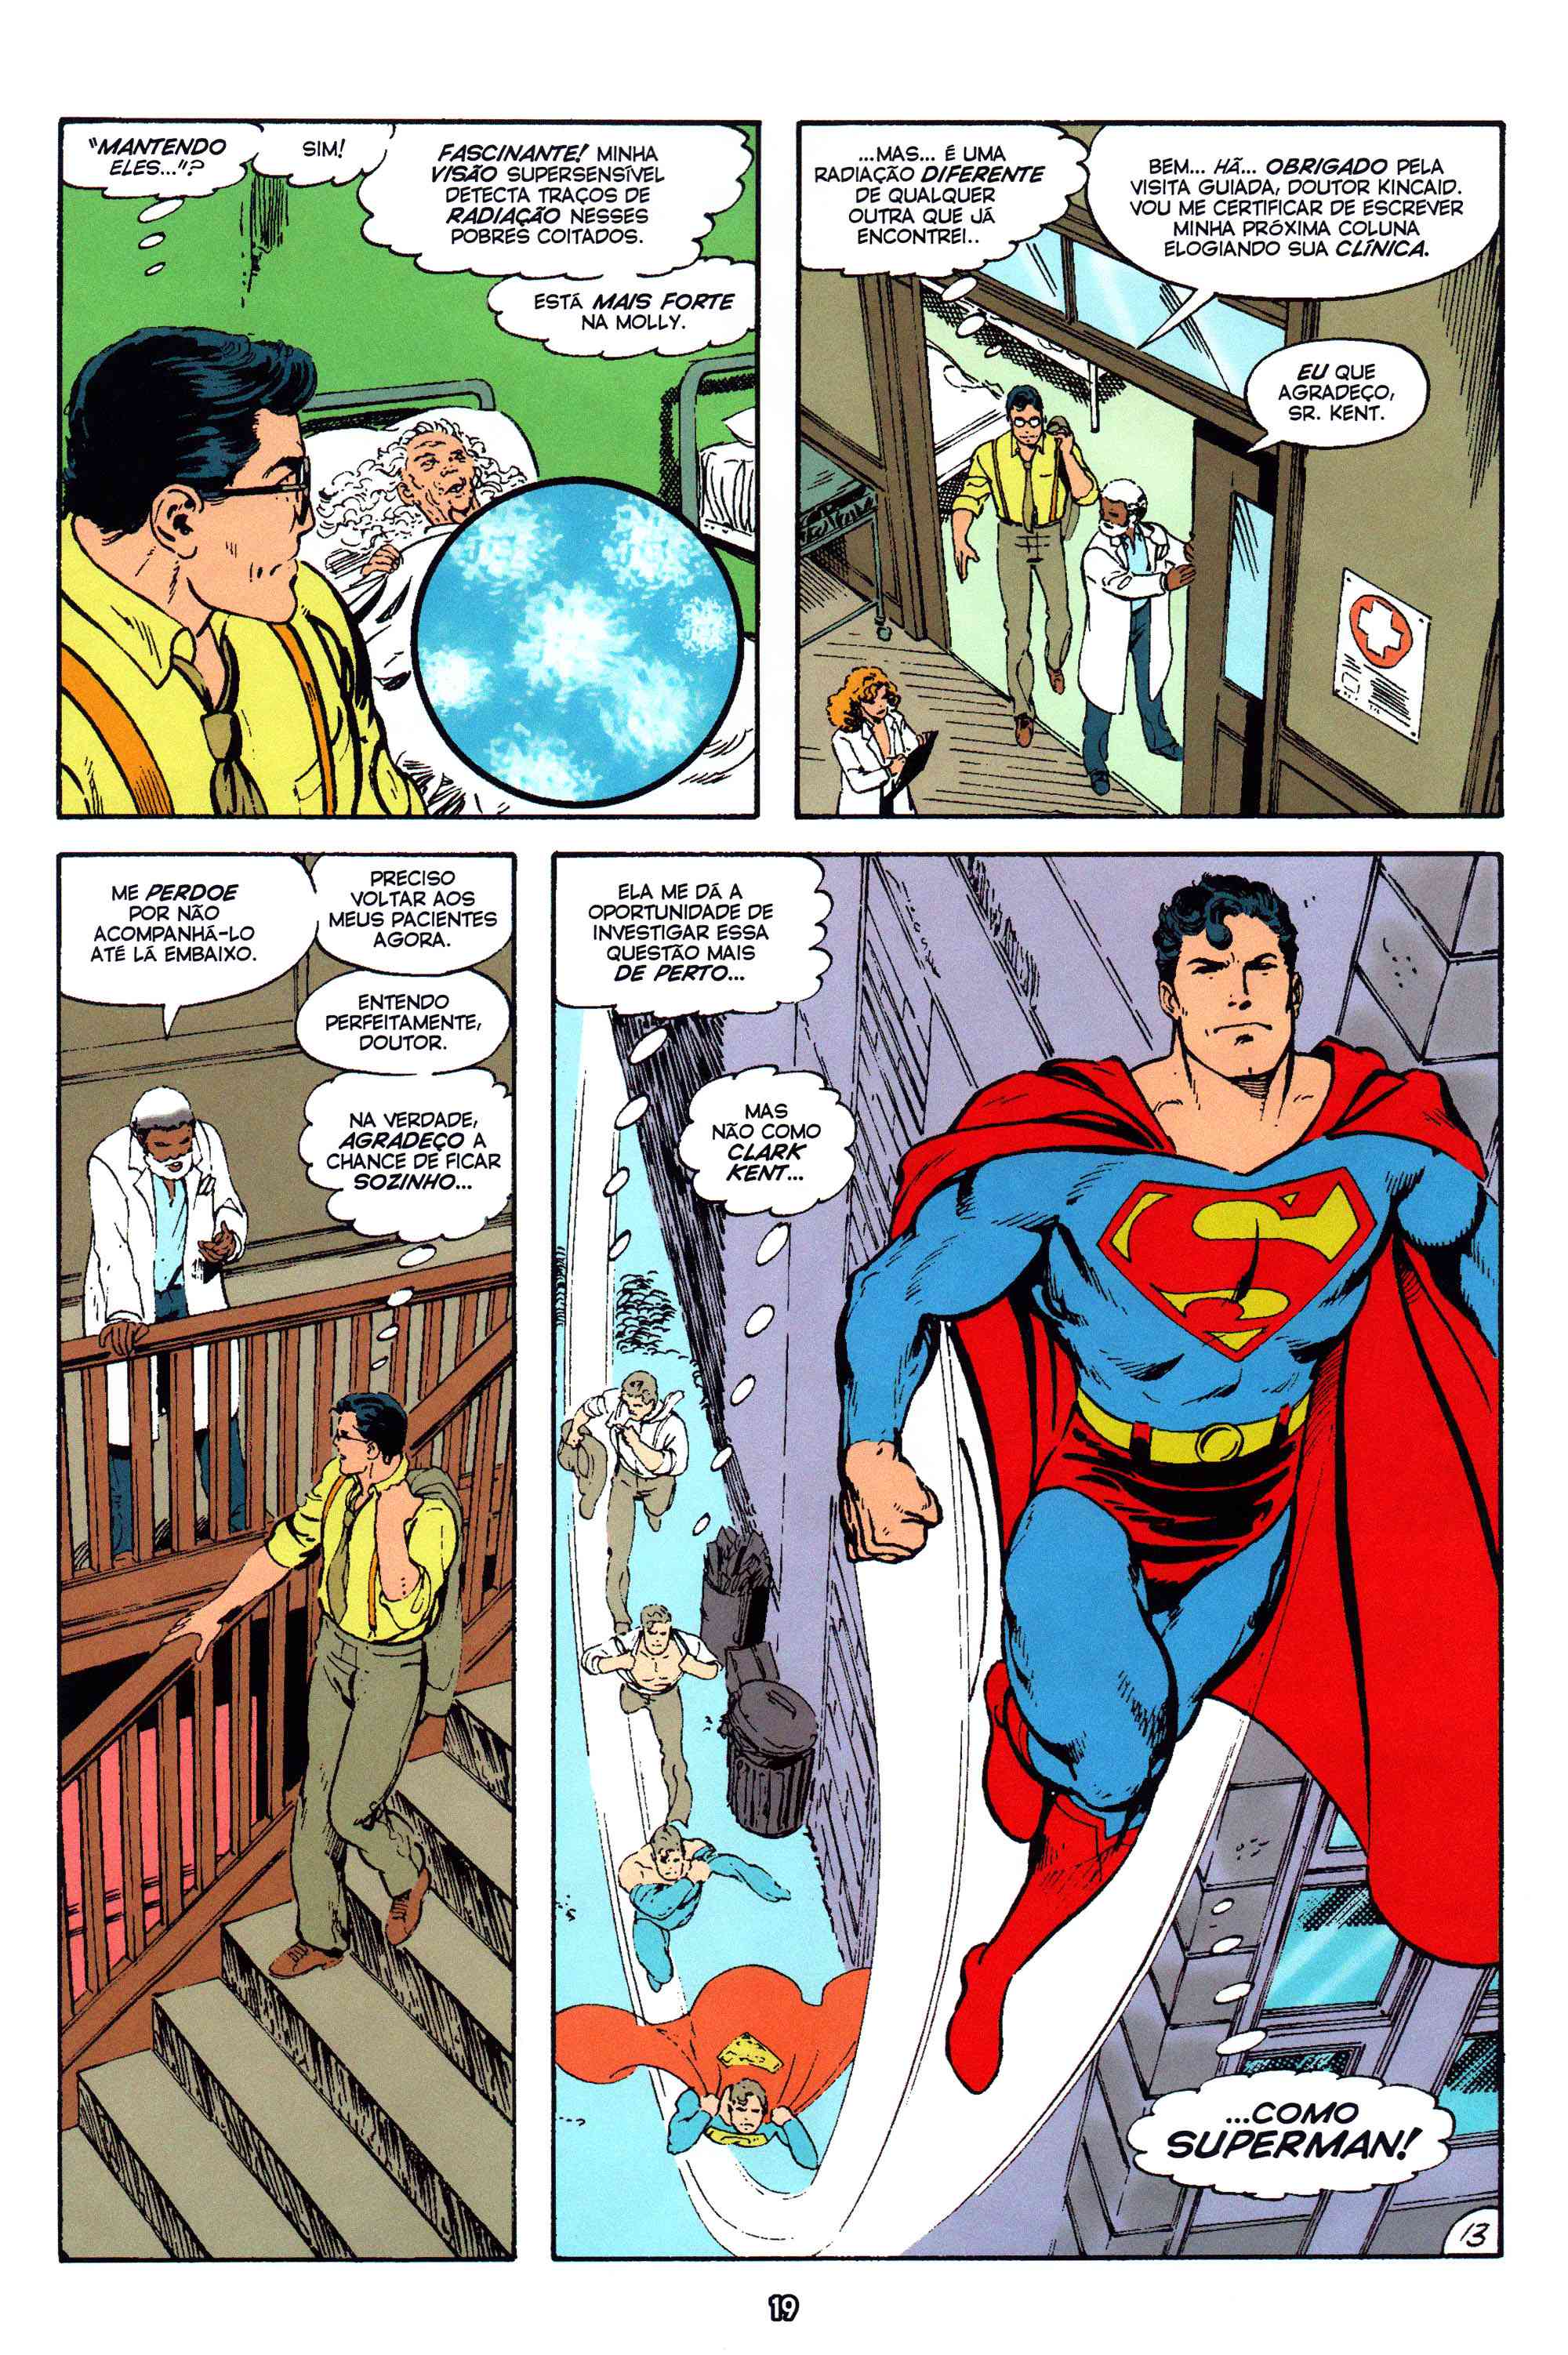 "MANTENDO
ELES..."?
SIM!
FASCINANTE! MINHA
VISÃO SUPERSENSÍVEL
DETECTA TRAÇOS DE
RADIAÇÃO NESSES
POBRES COITADOS.
ESTÁ MAIS FORTE
NA MOLLY.
...MAS... É UMA
RADIAÇÃO DIFERENTE
DE QUALQUER
OUTRA QUE JÁ
ENCONTREI..
BEM... HÃ... OBRIGADO PELA
VISITA GUIADA, DOUTOR KINCAID.
VOU ME CERTIFICAR DE ESCREVER
MINHA PRÓXIMA COLUNA
ELOGIANDO SUA CLÍNICA.
EU QUE
AGRADEÇO,
SR. KENT.
ME PERDOE
POR NÃO
ACOMPANHÁ-LO
ATÉ LÁ EMBAIXO.
PRECISO
VOLTAR AOS
MEUS PACIENTES
AGORA.
ENTENDO
PERFEITAMENTE,
DOUTOR.
NA VERDADE,
AGRADEÇO A
CHANCE DE FICAR
SOZINHO...
ELA ME DÁ A
OPORTUNIDADE DE
INVESTIGAR ESSA
QUESTÃO MAIS
DE PERTO...
MAS
NÃO COMO
CLARK
KENT...
S
...COMO
SUPERMAN!
13
19